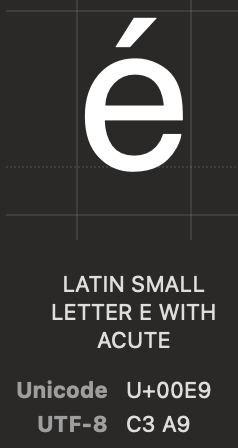 é
LATIN SMALL
LETTER E WITH
ACUTE
Unicode U+00E9
UTF-8 C3 A9